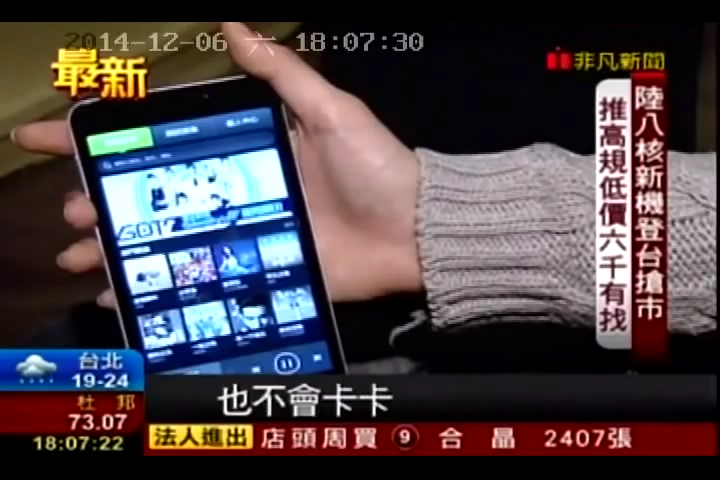 2014-12-06 六 18:07:30
最新
非凡新聞
陸八核新機登台搶市
推高規低價六千有找
也不會卡卡
台北
19-24
杜邦
73.07
18:07:22
法人進出 店頭周買 9 合晶 2407張